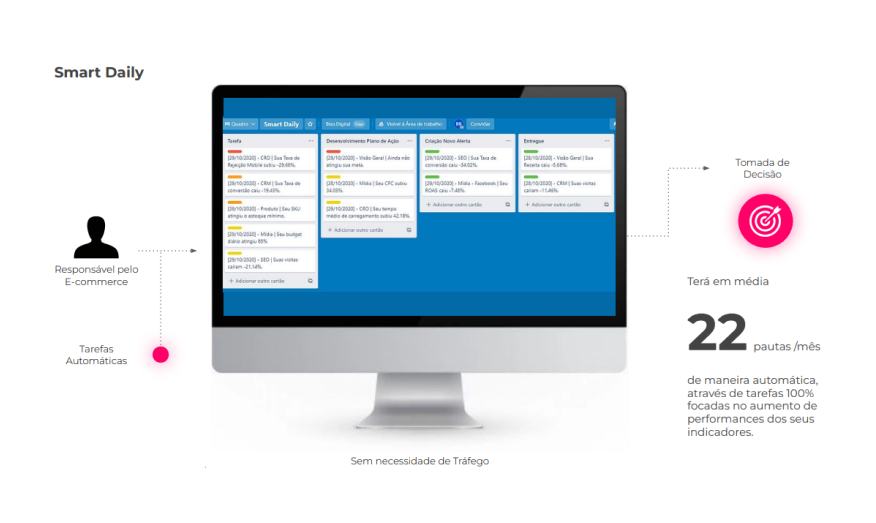 Smart Daily
Quadro
Smart Daily
Bau Digital
Visível à Área de trabalho
Convidar
Tarefa
[29/10/2020] - CRO | Sua Taxa de
Rejeição Mobile subiu -29.68%.
[29/10/2020] - CRM | Sua Taxa de
conversão caiu -19.43%.
[29/10/2020] - Produto | Seu SKU
atingiu o estoque mínimo.
[29/10/2020] - Mídia | Seu budget
diário atingiu 85%
[29/10/2020] - SEO | Suas visitas
cairam -21.14%.
+ Adicionar outro cartão
Desenvolvimento Plano de Ação
[29/10/2020] - Visão Geral | Ainda não
atingiu sua meta.
[29/10/2020] - Mídia | Seu CPC subiu
34.03%.
[29/10/2020] - CRO | Seu tempo
médio de carregamento subiu 42.18%.
+ Adicionar outro cartão
Criação Novo Alerta
[29/10/2020] - SEO | Sua Taxa de
conversão caiu -34.02%.
[29/10/2020] - Mídia - Facebook | Seu
ROAS caiu -7.48%.
+ Adicionar outro cartão
Entregue
[29/10/2020] - Visão Geral | Sua
Receita caiu -5.68%.
[29/10/2020] - CRM | Suas visitas
cairam -11.46%.
+ Adicionar outro cartão
Responsável pelo
E-commerce
Tarefas
Automáticas
Sem necessidade de Tráfego
Tomada de
Decisão
Terá em média
22 pautas /mês
de maneira automática,
através de tarefas 100%
focadas no aumento de
performances dos seus
indicadores.